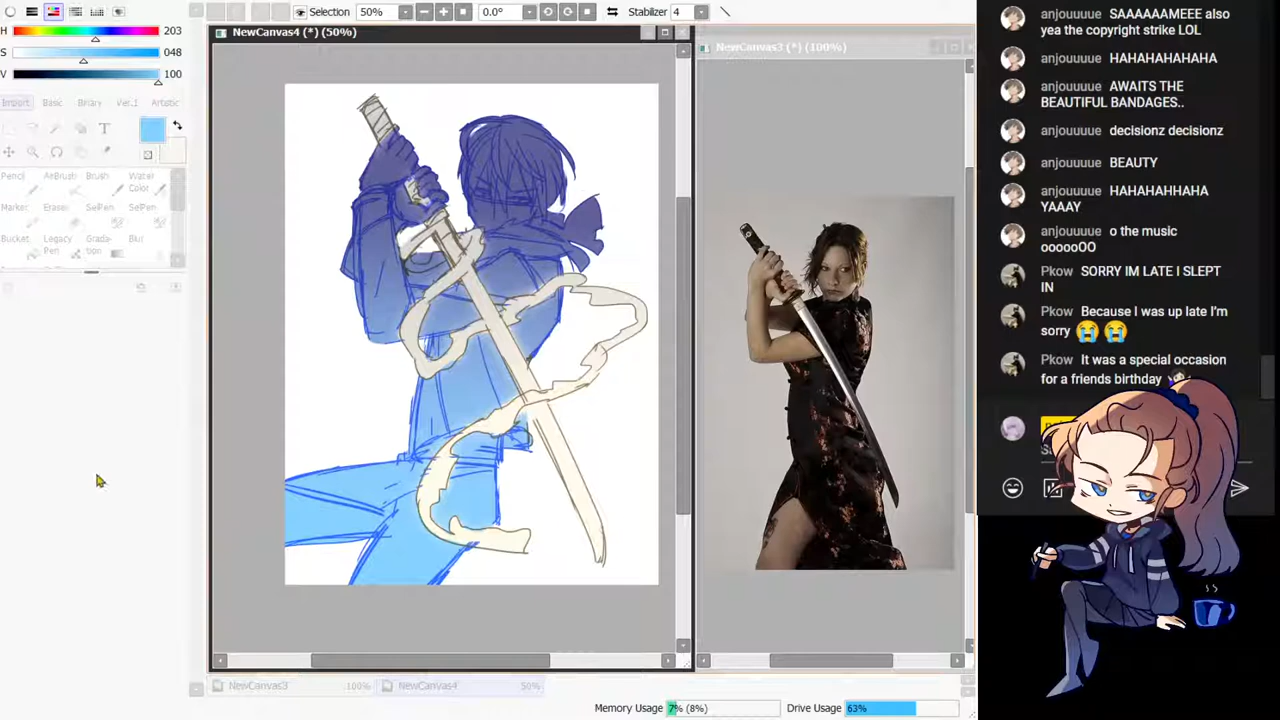 Selection 50% 0.0° Stabilizer 4
H 203
S 048
V 100
NewCanvas4 (*) (50%)
NewCanvas3 (*) (100%)
Import Basic Binary Ver.1 Artistic
T
Pencil AirBrush Brush Water Color
Marker Eraser SelPen SelPen
Bucket Legacy Pen Grada-tion Blur
NewCanvas3 100% NewCanvas4 50%
Memory Usage 7% (8%) Drive Usage 63%
anjouuuue SAAAAAAMEEE also
yea the copyright strike LOL
anjouuuue HAHAHAHAHAHA
anjouuuue AWAITS THE
BEAUTIFUL BANDAGES..
anjouuuue decisionz decisionz
anjouuuue BEAUTY
anjouuuue HAHAHAHHAHA
YAAAY
anjouuuue o the music
oooooOO
Pkow SORRY IM LATE I SLEPT
IN
Pkow Because I was up late I'm
sorry
Pkow It was a special occasion
for a friends birthday